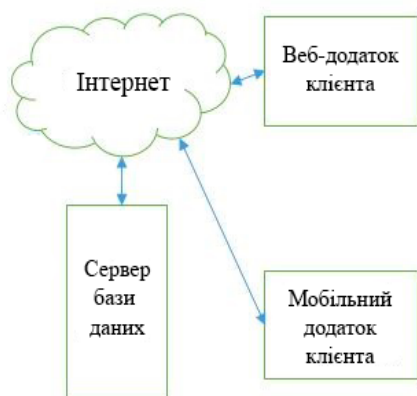 Інтернет
Веб-додаток
клієнта
Сервер
бази
даних
Мобільний
додаток
клієнта